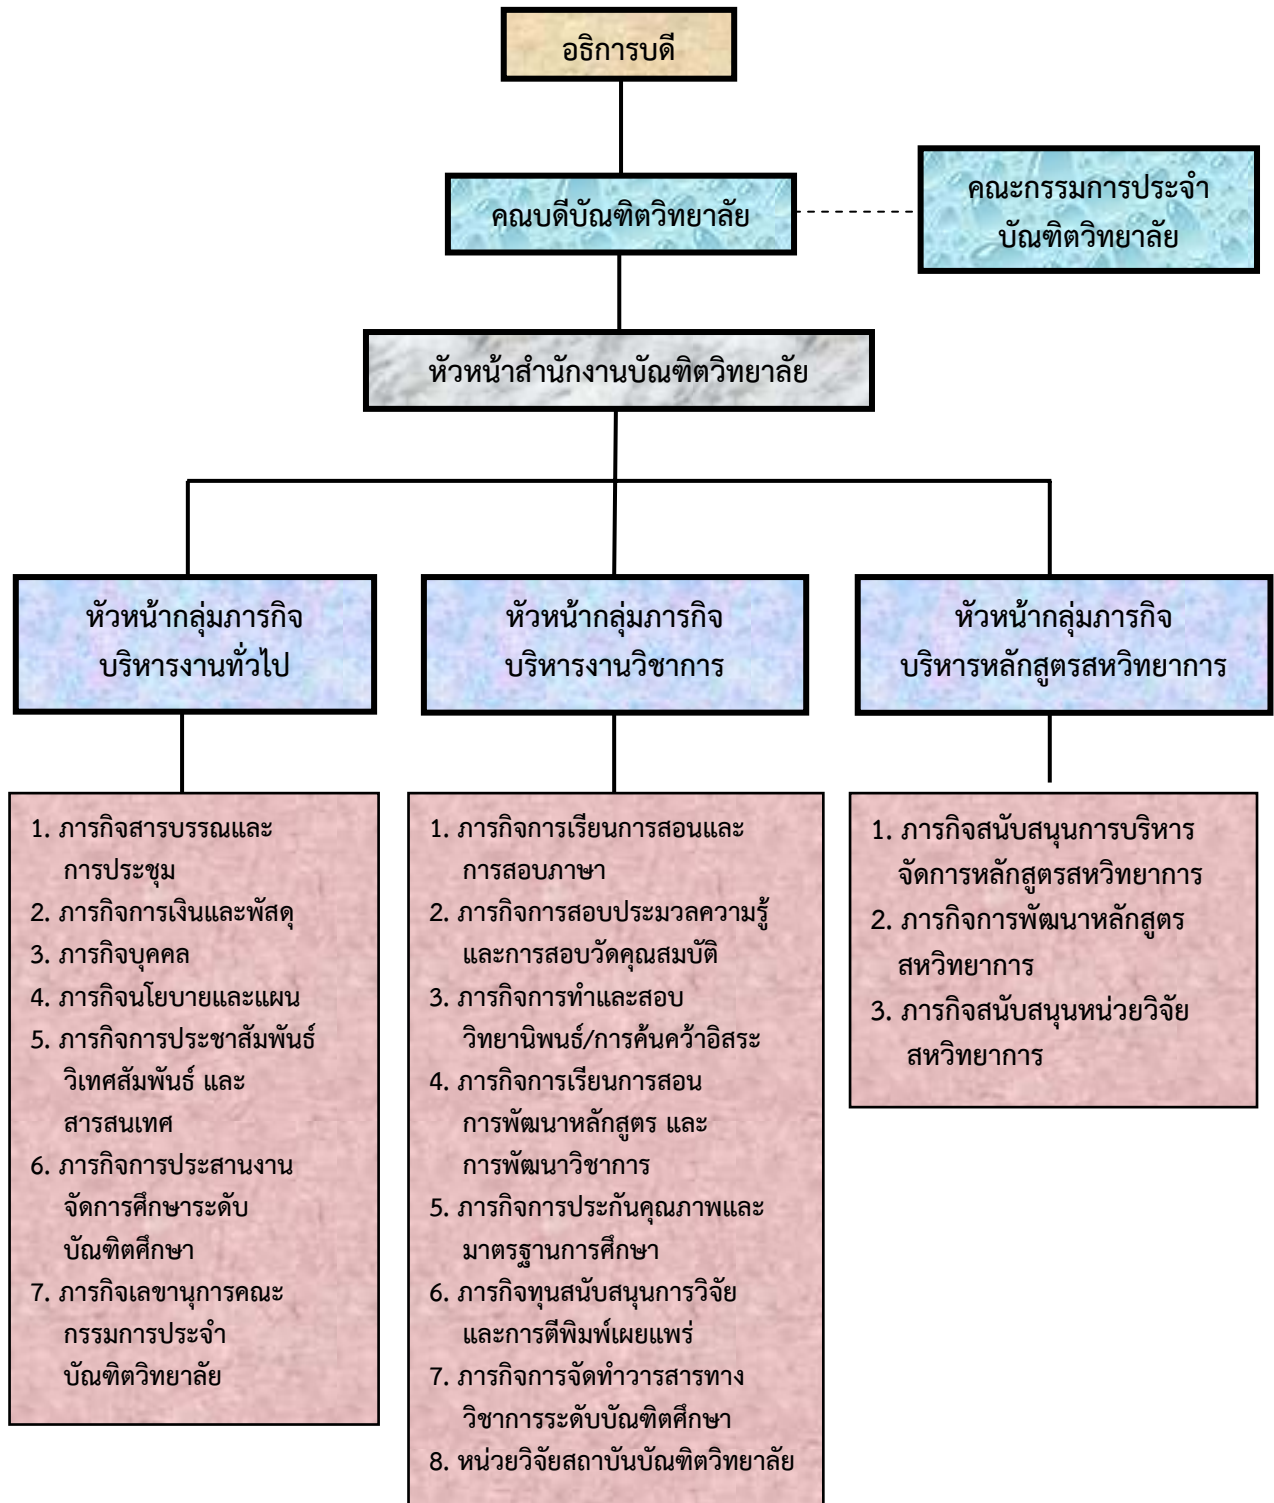 อธิการบดี
คณบดีบัณฑิตวิทยาลัย
คณะกรรมการประจำ
บัณฑิตวิทยาลัย
หัวหน้าสำนักงานบัณฑิตวิทยาลัย
หัวหน้ากลุ่มภารกิจ
บริหารงานทั่วไป
หัวหน้ากลุ่มภารกิจ
บริหารงานวิชาการ
หัวหน้ากลุ่มภารกิจ
บริหารหลักสูตรสหวิทยาการ
1. ภารกิจสารบรรณและ
การประชุม
2. ภารกิจการเงินและพัสดุ
3. ภารกิจบุคคล
4. ภารกิจนโยบายและแผน
5. ภารกิจการประชาสัมพันธ์
วิเทศสัมพันธ์ และ
สารสนเทศ
6. ภารกิจการประสานงาน
จัดการศึกษาระดับ
บัณฑิตศึกษา
7. ภารกิจเลขานุการคณะ
กรรมการประจำ
บัณฑิตวิทยาลัย
1. ภารกิจการเรียนการสอนและ
การสอบภาษา
2. ภารกิจการสอบประมวลความรู้
และการสอบวัดคุณสมบัติ
3. ภารกิจการทำและสอบ
วิทยานิพนธ์/การค้นคว้าอิสระ
4. ภารกิจการเรียนการสอน
การพัฒนาหลักสูตร และ
การพัฒนาวิชาการ
5. ภารกิจการประกันคุณภาพและ
มาตรฐานการศึกษา
6. ภารกิจทุนสนับสนุนการวิจัย
และการตีพิมพ์เผยแพร่
7. ภารกิจการจัดทำวารสารทาง
วิชาการระดับบัณฑิตศึกษา
8. หน่วยวิจัยสถาบันบัณฑิตวิทยาลัย
1. ภารกิจสนับสนุนการบริหาร
จัดการหลักสูตรสหวิทยาการ
2. ภารกิจการพัฒนาหลักสูตร
สหวิทยาการ
3. ภารกิจสนับสนุนหน่วยวิจัย
สหวิทยาการ